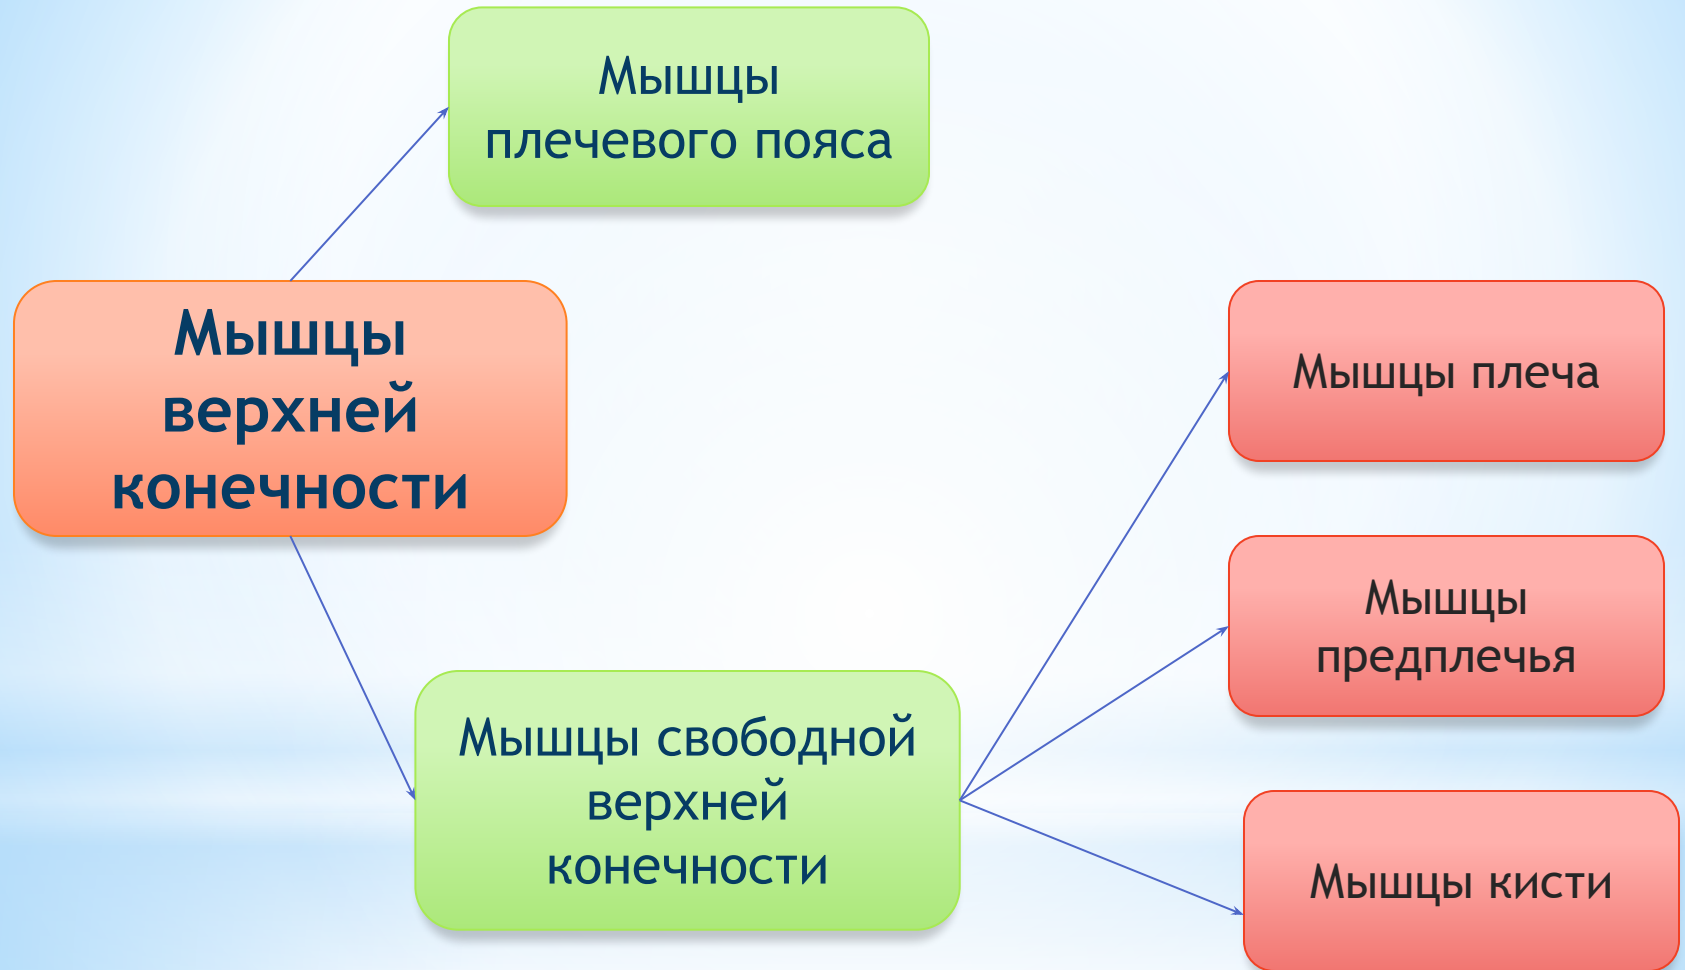 Мышцы
плечевого пояса
Мышцы
верхней
конечности
Мышцы плеча
Мышцы
предплечья
Мышцы свободной
верхней
конечности
Мышцы кисти